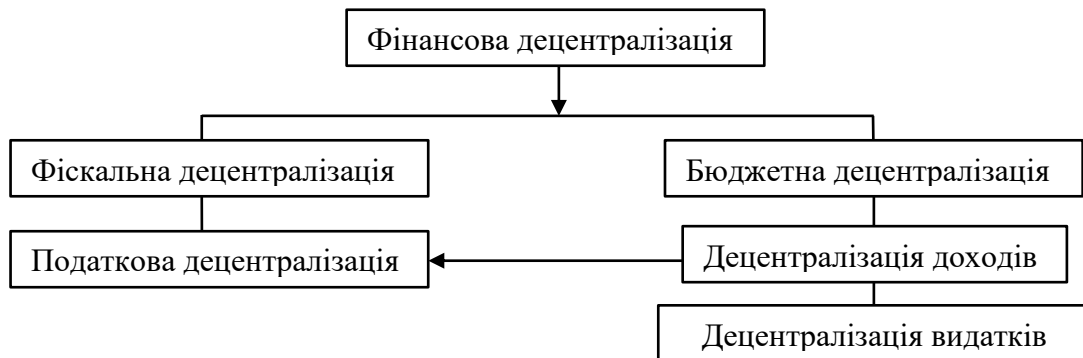 Фінансова децентралізація
Фіскальна децентралізація
Бюджетна децентралізація
Податкова децентралізація
Децентралізація доходів
Децентралізація видатків